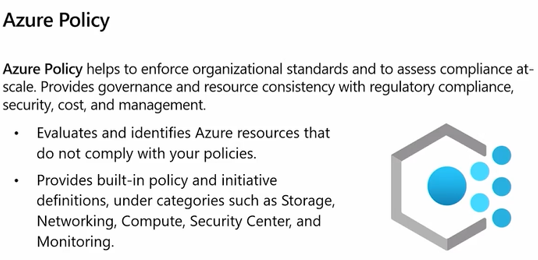 Azure Policy
Azure Policy helps to enforce organizational standards and to assess compliance at-
scale. Provides governance and resource consistency with regulatory compliance,
security, cost, and management.
• Evaluates and identifies Azure resources that
do not comply with your policies.
• Provides built-in policy and initiative
definitions, under categories such as Storage,
Networking, Compute, Security Center, and
Monitoring.